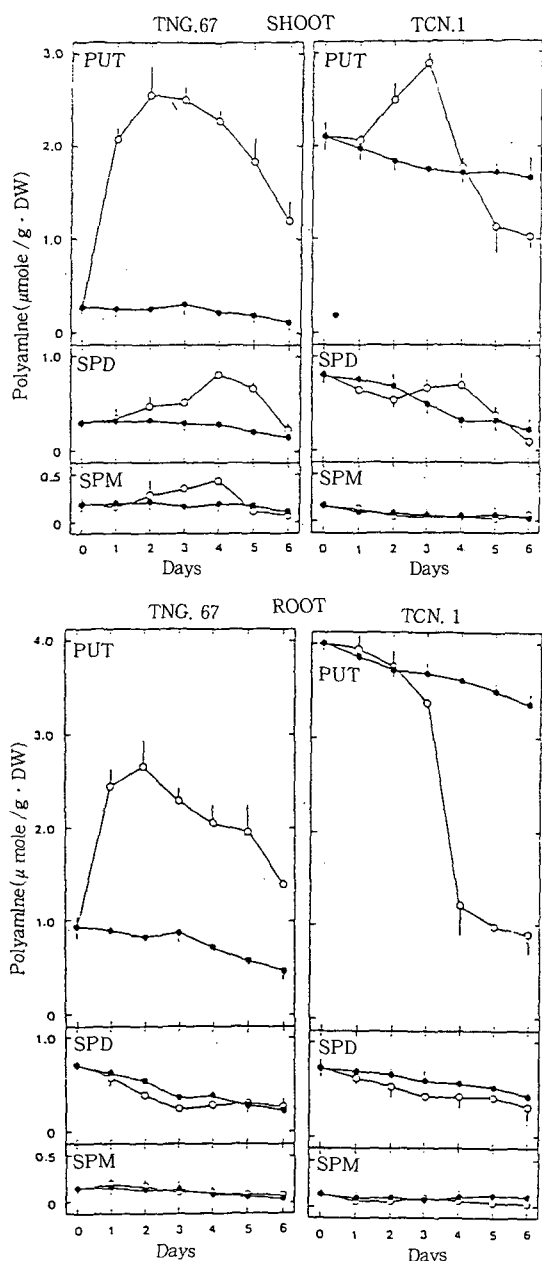 TNG.67 SHOOT TCN.1
PUT PUT
3.0
2.0
1.0
0
SPD SPD
1.0
0
SPM SPM
0.5
0
0 1 2 3 4 5 6 0 1 2 3 4 5 6
Days Days
Polyamine(μmole/g·DW)
TNG. 67 ROOT TCN. 1
4.0
PUT PUT
3.0
2.0
1.0
0
SPD SPD
1.0
0
SPM SPM
0.5
0
0 1 2 3 4 5 6 0 1 2 3 4 5 6
Days Days
Polyamine(μ mole/g·DW)